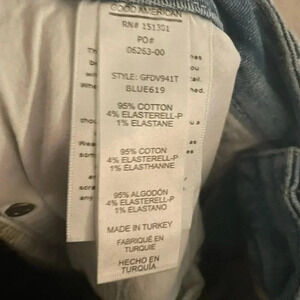 GOOD AMERICAN
RN# 151301
PO#
06263-00
STYLE: GFDV941T
BLUE619
95% COTTON
4% ELASTERELL-P
1% ELASTANE
95% COTON
4% ELASTERELL-P
1% ELASTHANNE
95% ALGODÓN
4% ELASTERELL-P
1% ELASTANO
MADE IN TURKEY
FABRIQUÉ EN
TURQUIE
HECHO EN
TURQUÍA